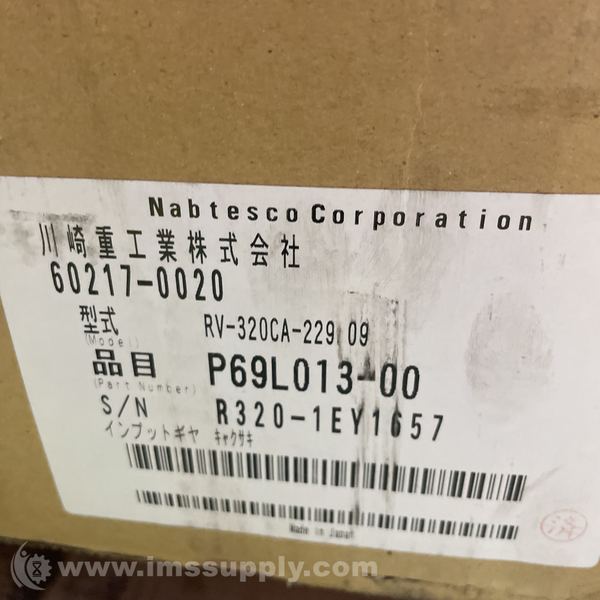 Nabtesco Corporation
川崎重工業株式会社
60217-0020
型式 RV-320CA-229.09
(Model)
品目 P69L013-00
(Part Number)
S/N R320-1EY1657
インプットギヤ キャクサキ
Made in Japan
済
www.imssupply.com